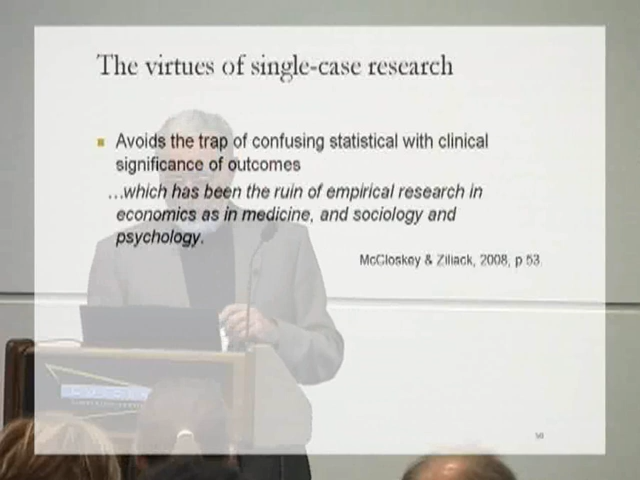 The virtues of single-case research
Avoids the trap of confusing statistical with clinical
significance of outcomes
...which has been the ruin of empirical research in
economics as in medicine, and sociology and
psychology.
McCloskey & Ziliack, 2008, p 53